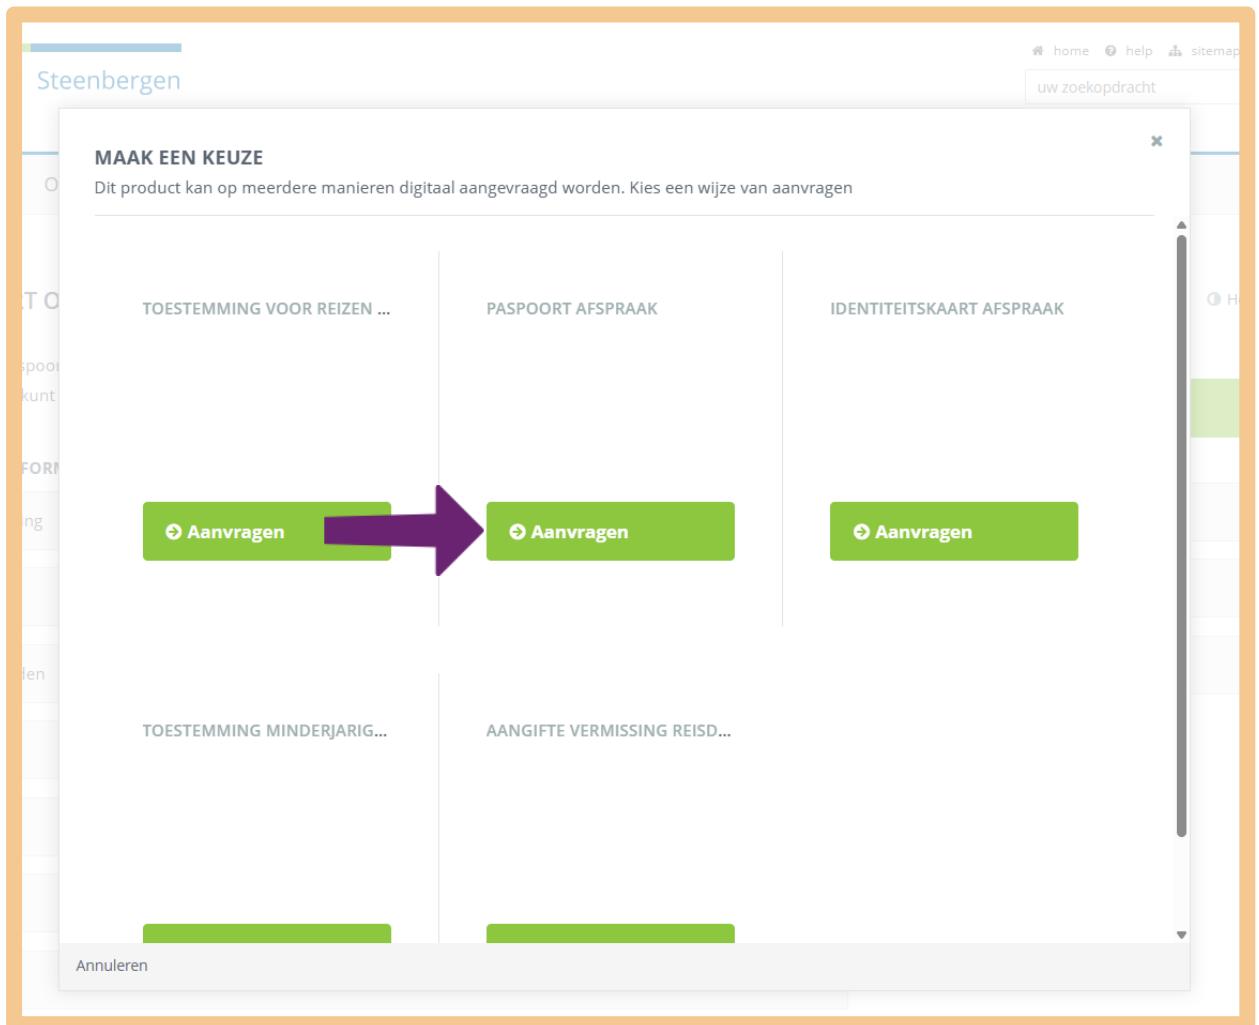 home help sitemap
Steenbergen
uw zoekopdracht
MAAK EEN KEUZE
Dit product kan op meerdere manieren digitaal aangevraagd worden. Kies een wijze van aanvragen
TOESTEMMING VOOR REIZEN ...
PASPOORT AFSPRAAK
IDENTITEITSKAART AFSPRAAK
kunt
Aanvragen
Aanvragen
Aanvragen
TOESTEMMING MINDERJARIG...
AANGIFTE VERMISSING REISD...
Annuleren